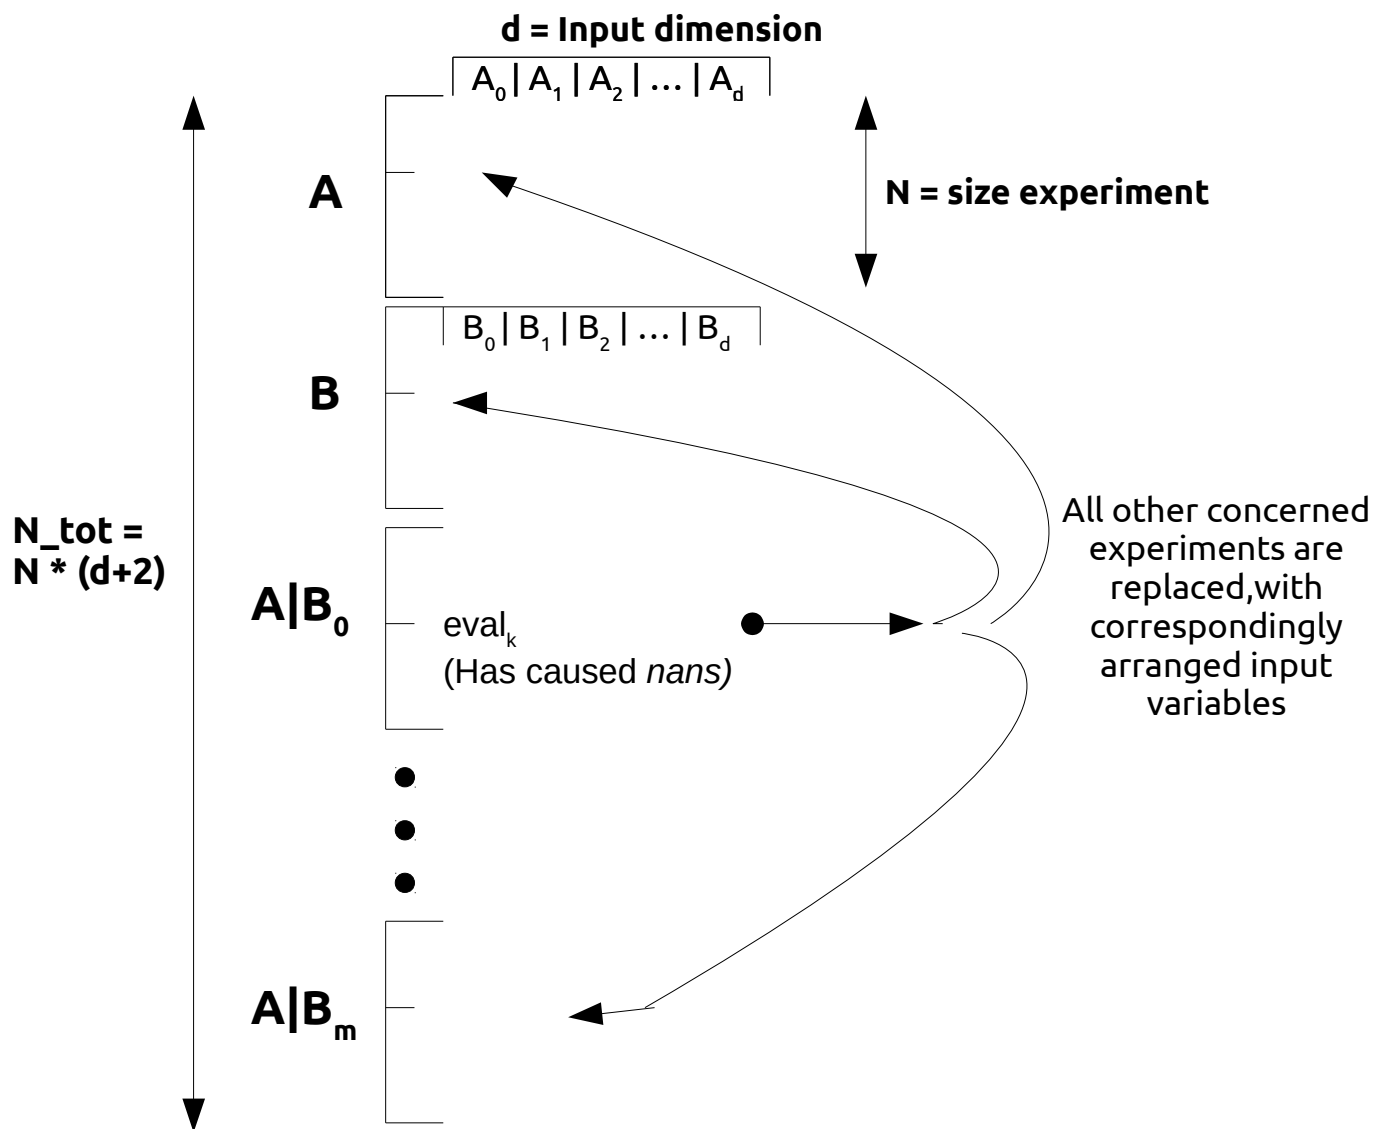 d = Input dimension
A0 | A1 | A2 | ... | Ad
A
N = size experiment
B0 | B1 | B2 | ... | Bd
B
N_tot =
N * (d+2)
A|B0
evalk
(Has caused nans)
All other concerned
experiments are
replaced,with
correspondingly
arranged input
variables
A|Bm